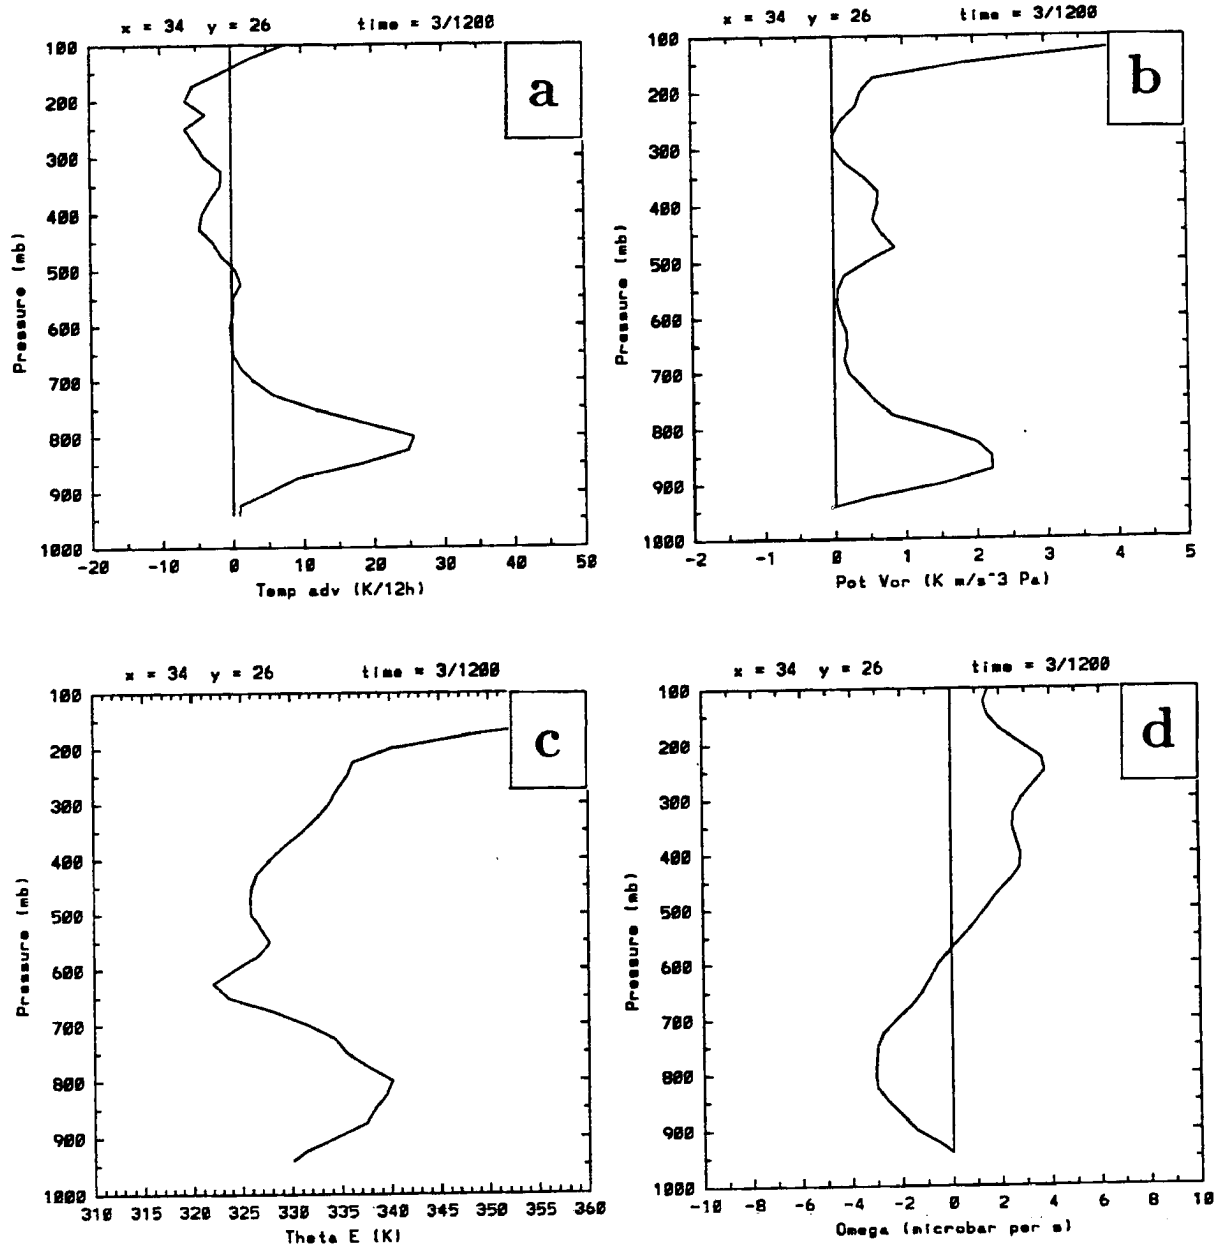 x = 34 y = 26 time = 3/1200
a
100
200
300
400
500
600
700
800
900
1000
Pressure (mb)
-20 -10 0 10 20 30 40 50
Temp adv (K/12h)
x = 34 y = 26 time = 3/1200
b
100
200
300
400
500
600
700
800
900
1000
Pressure (mb)
-2 -1 0 1 2 3 4 5
Pot Vor (K m/s^3 Pa)
x = 34 y = 26 time = 3/1200
c
100
200
300
400
500
600
700
800
900
1000
Pressure (mb)
310 315 320 325 330 335 340 345 350 355 360
Theta E (K)
x = 34 y = 26 time = 3/1200
d
100
200
300
400
500
600
700
800
900
1000
Pressure (mb)
-10 -8 -6 -4 -2 0 2 4 6 8 10
Omega (microbar per s)